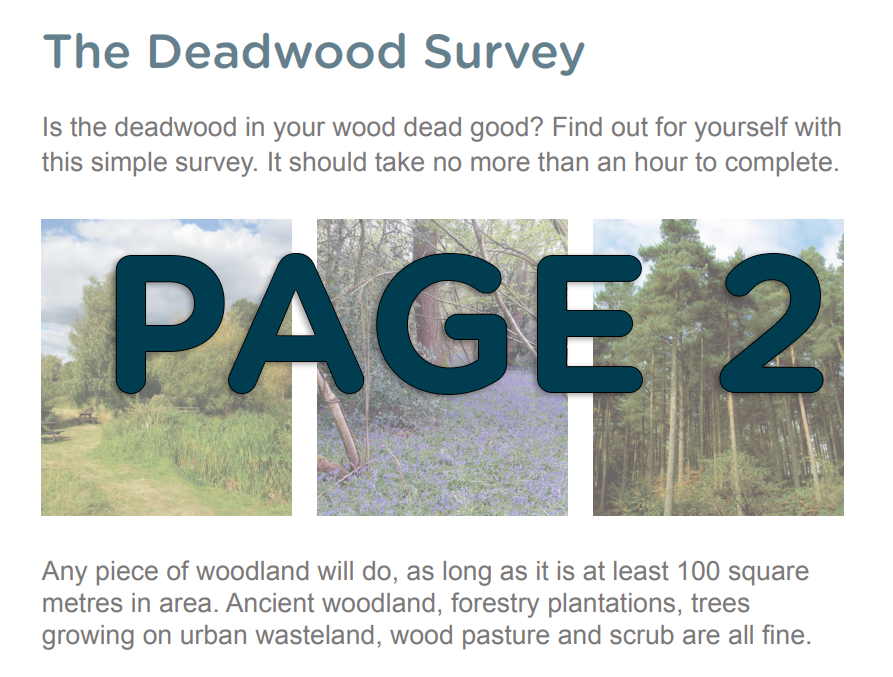 The Deadwood Survey
Is the deadwood in your wood dead good? Find out for yourself with
this simple survey. It should take no more than an hour to complete.
PAGE 2
Any piece of woodland will do, as long as it is at least 100 square
metres in area. Ancient woodland, forestry plantations, trees
growing on urban wasteland, wood pasture and scrub are all fine.